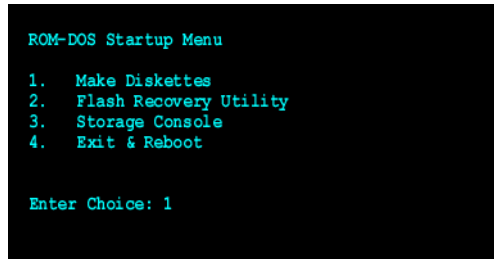 ROM-DOS Startup Menu
1. Make Diskettes
2. Flash Recovery Utility
3. Storage Console
4. Exit & Reboot
Enter Choice: 1